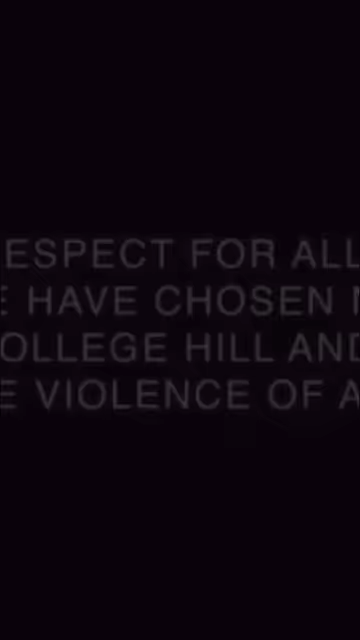 ESPECT FOR ALL
HAVE CHOSEN
OLLEGE HILL AND
E VIOLENCE OF A